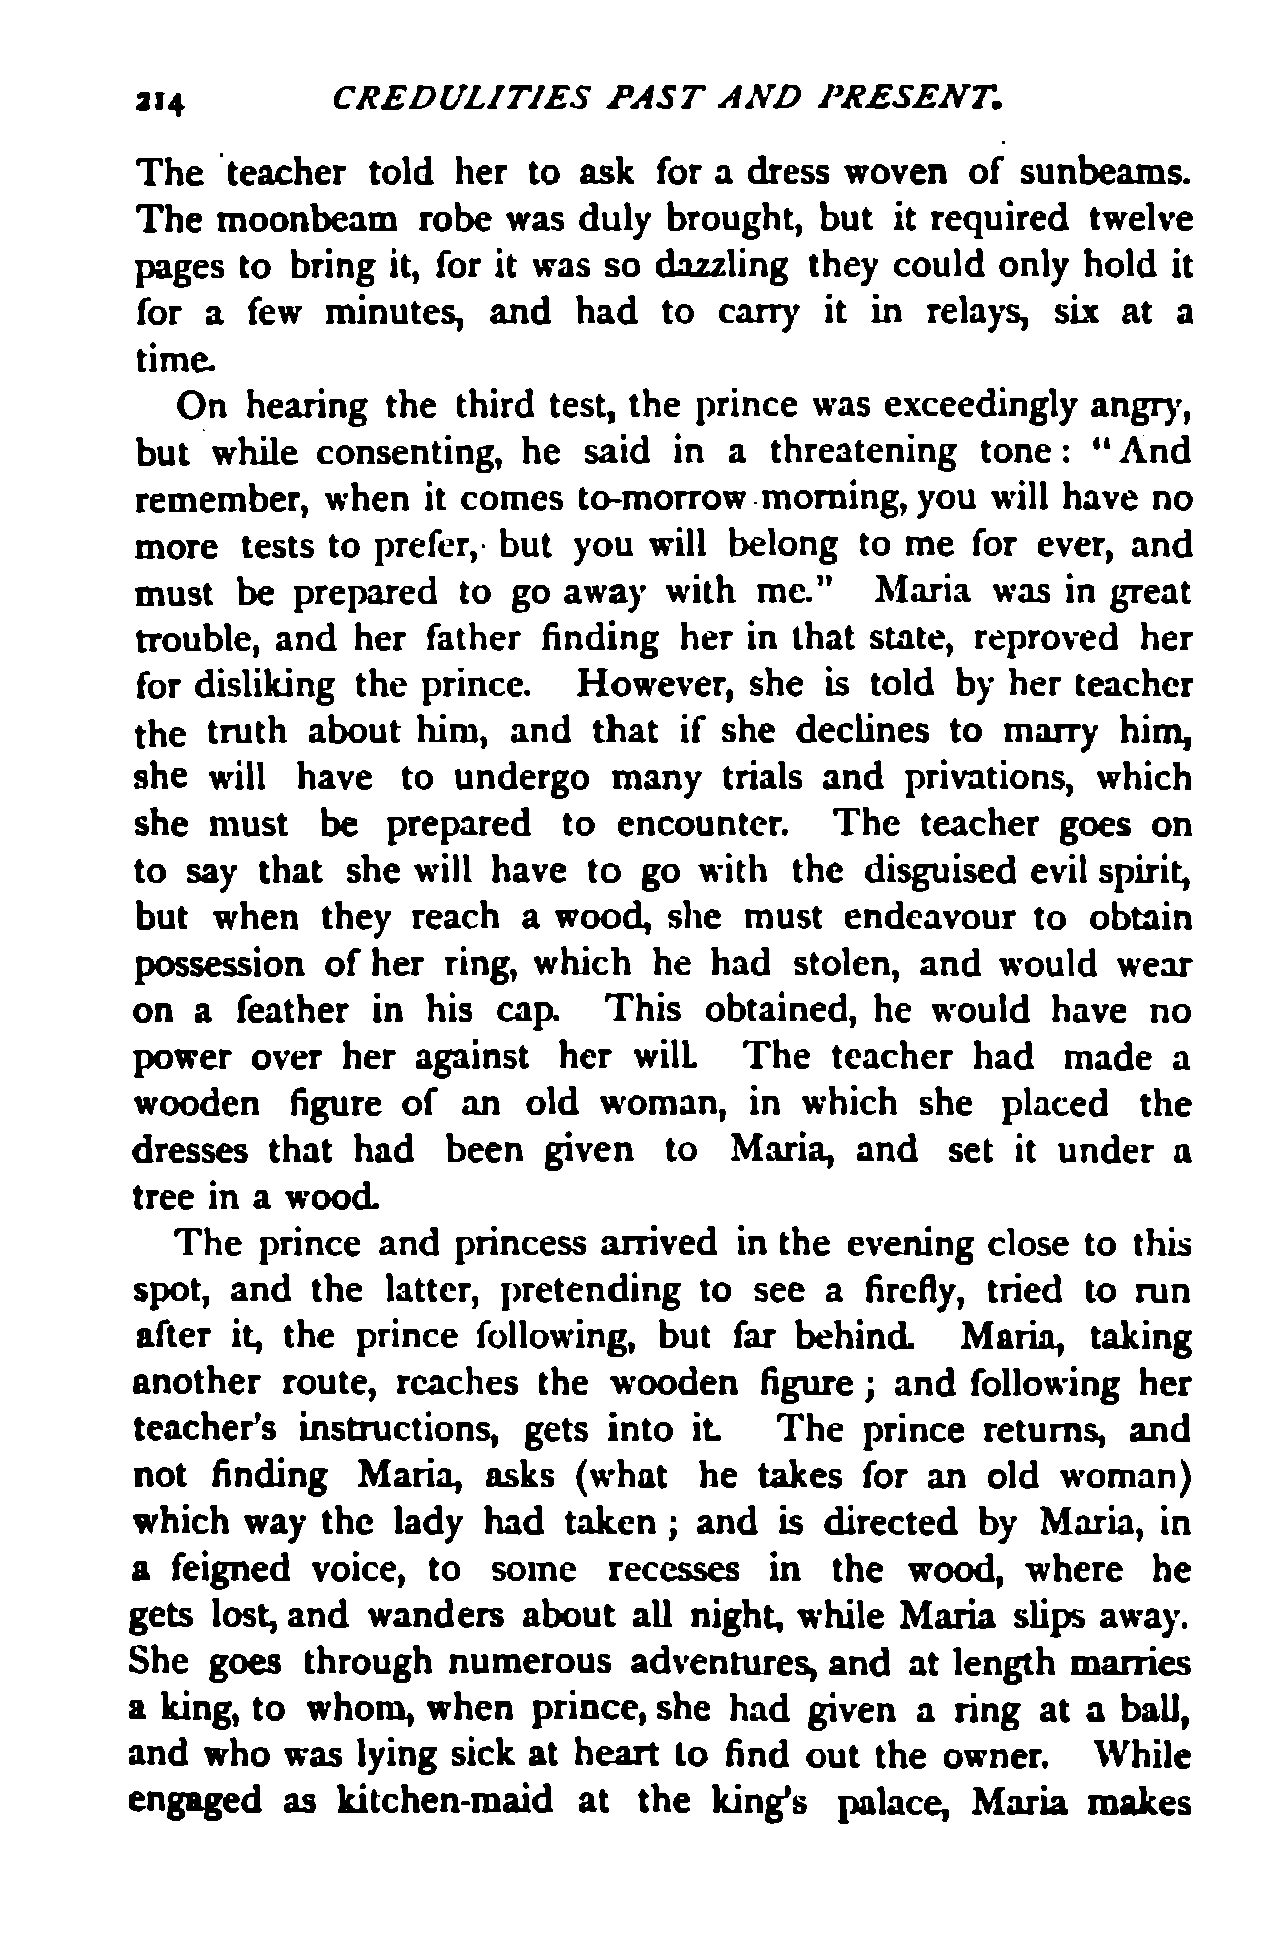 214 CREDULITIES PAST AND PRESENT.
The teacher told her to ask for a dress woven of sunbeams.
The moonbeam robe was duly brought, but it required twelve
pages to bring it, for it was so dazzling they could only hold it
for a few minutes, and had to carry it in relays, six at a
time.
On hearing the third test, the prince was exceedingly angry,
but while consenting, he said in a threatening tone : "And
remember, when it comes to-morrow morning, you will have no
more tests to prefer, but you will belong to me for ever, and
must be prepared to go away with me." Maria was in great
trouble, and her father finding her in that state, reproved her
for disliking the prince. However, she is told by her teacher
the truth about him, and that if she declines to marry him,
she will have to undergo many trials and privations, which
she must be prepared to encounter. The teacher goes on
to say that she will have to go with the disguised evil spirit,
but when they reach a wood, she must endeavour to obtain
possession of her ring, which he had stolen, and would wear
on a feather in his cap. This obtained, he would have no
power over her against her will. The teacher had made a
wooden figure of an old woman, in which she placed the
dresses that had been given to Maria, and set it under a
tree in a wood.
The prince and princess arrived in the evening close to this
spot, and the latter, pretending to see a firefly, tried to run
after it, the prince following, but far behind. Maria, taking
another route, reaches the wooden figure ; and following her
teacher's instructions, gets into it. The prince returns, and
not finding Maria, asks (what he takes for an old woman)
which way the lady had taken ; and is directed by Maria, in
a feigned voice, to some recesses in the wood, where he
gets lost, and wanders about all night, while Maria slips away.
She goes through numerous adventures, and at length marries
a king, to whom, when prince, she had given a ring at a ball,
and who was lying sick at heart to find out the owner. While
engaged as kitchen-maid at the king's palace, Maria makes